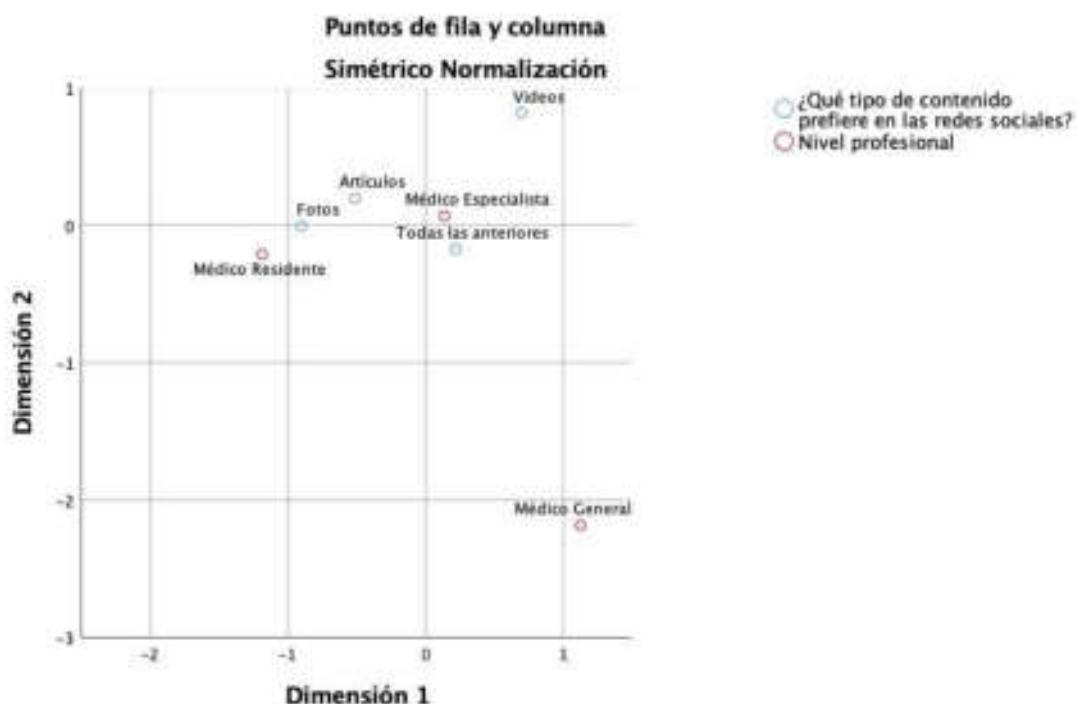 Puntos de fila y columna
Simétrico Normalización
¿Qué tipo de contenido
prefiere en las redes sociales?
Nivel profesional
1
Videos
Artículos
Médico Especialista
Fotos
0
Todas las anteriores
Médico Residente
-1
-2
Médico General
-3
Dimensión 2
-2
-1
0
1
Dimensión 1